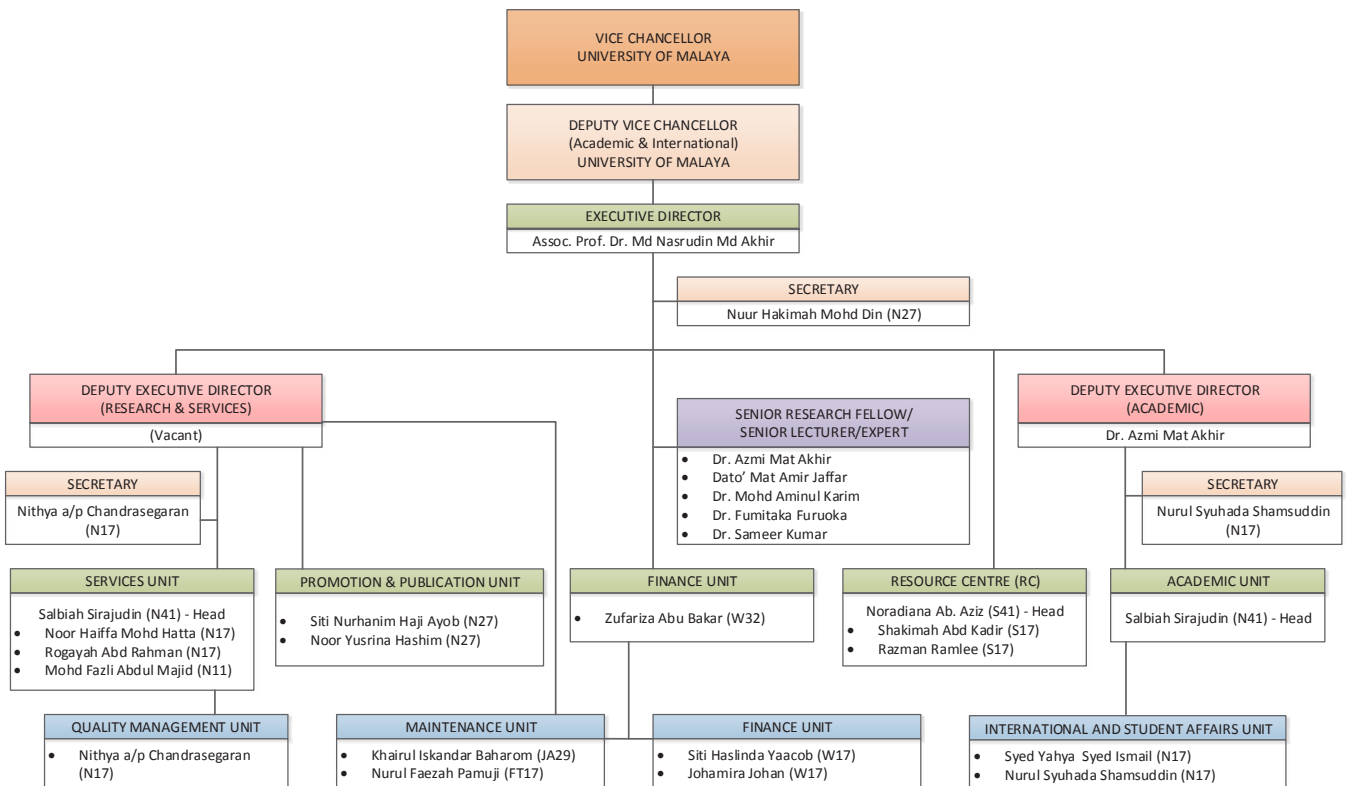 VICE CHANCELLOR
UNIVERSITY OF MALAYA
DEPUTY VICE CHANCELLOR
(Academic & International)
UNIVERSITY OF MALAYA
EXECUTIVE DIRECTOR
Assoc. Prof. Dr. Md Nasrudin Md Akhir
SECRETARY
Nuur Hakimah Mohd Din (N27)
DEPUTY EXECUTIVE DIRECTOR
(RESEARCH & SERVICES)
(Vacant)
SENIOR RESEARCH FELLOW/
SENIOR LECTURER/EXPERT
• Dr. Azmi Mat Akhir
• Dato’ Mat Amir Jaffar
• Dr. Mohd Aminul Karim
• Dr. Fumitaka Furuoka
• Dr. Sameer Kumar
DEPUTY EXECUTIVE DIRECTOR
(ACADEMIC)
Dr. Azmi Mat Akhir
SECRETARY
Nithya a/p Chandrasegaran
(N17)
SECRETARY
Nurul Syuhada Shamsuddin
(N17)
SERVICES UNIT
Salbiah Sirajudin (N41) - Head
• Noor Haiffa Mohd Hatta (N17)
• Rogayah Abd Rahman (N17)
• Mohd Fazli Abdul Majid (N11)
PROMOTION & PUBLICATION UNIT
• Siti Nurhanim Haji Ayob (N27)
• Noor Yusrina Hashim (N27)
FINANCE UNIT
• Zufariza Abu Bakar (W32)
RESOURCE CENTRE (RC)
Noradiana Ab. Aziz (S41) - Head
• Shakimah Abd Kadir (S17)
• Razman Ramlee (S17)
ACADEMIC UNIT
Salbiah Sirajudin (N41) - Head
QUALITY MANAGEMENT UNIT
• Nithya a/p Chandrasegaran
(N17)
MAINTENANCE UNIT
• Khairul Iskandar Baharom (JA29)
• Nurul Faezah Pamuji (FT17)
FINANCE UNIT
• Siti Haslinda Yaacob (W17)
• Johamira Johan (W17)
INTERNATIONAL AND STUDENT AFFAIRS UNIT
• Syed Yahya Syed Ismail (N17)
• Nurul Syuhada Shamsuddin (N17)